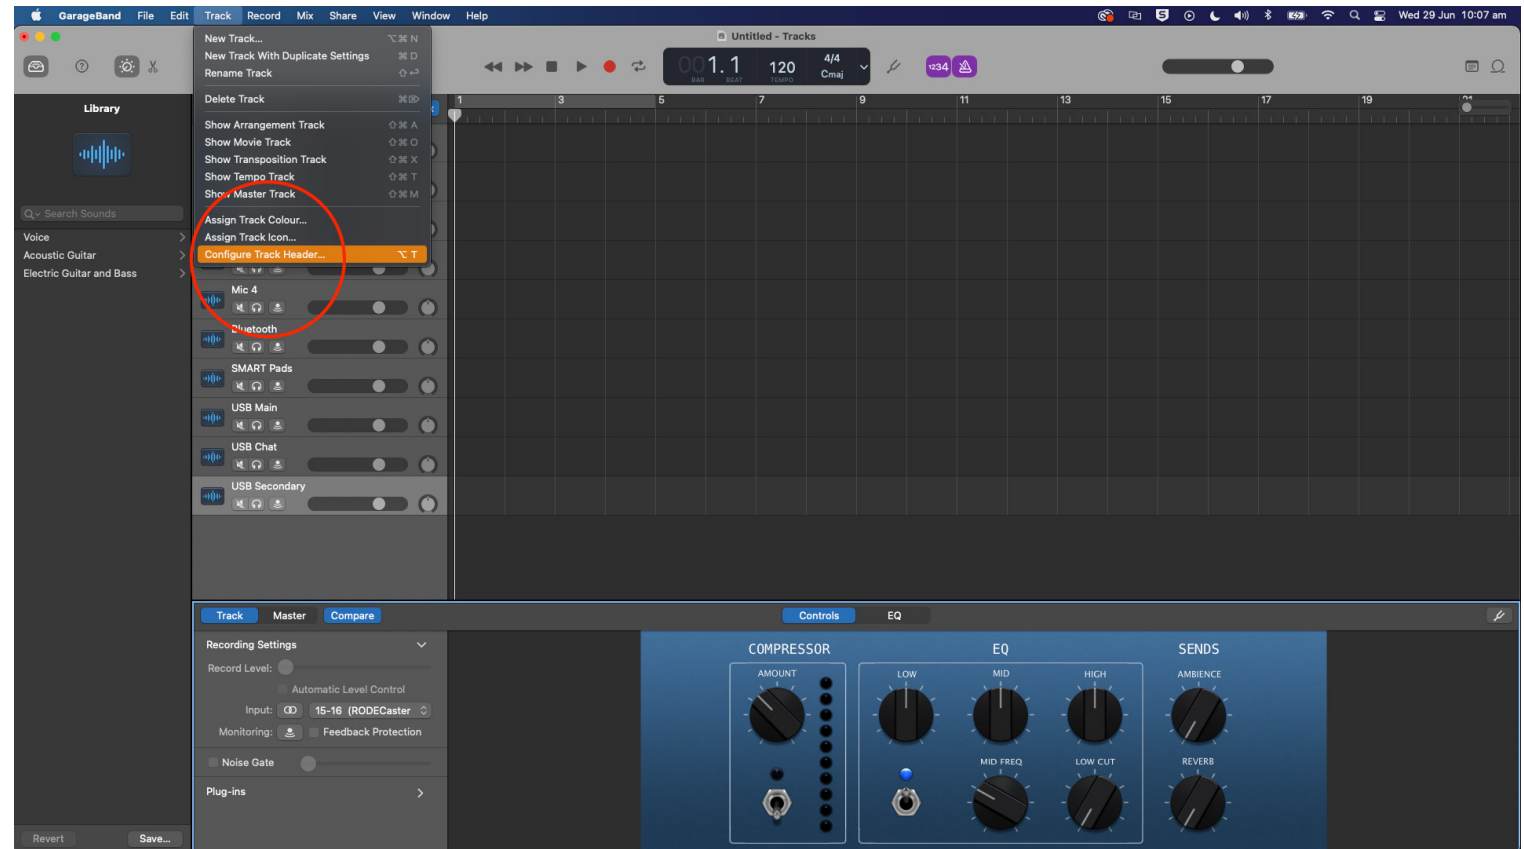 GarageBand File Edit Track Record Mix Share View Window Help
Wed 29 Jun 10:07 am
Untitled - Tracks
New Track... ⌥⌘N
New Track With Duplicate Settings ⌘D
Rename Track ⇧↩
Delete Track ⌘⌦
Show Arrangement Track ⇧⌘A
Show Movie Track ⇧⌘O
Show Transposition Track ⇧⌘X
Show Tempo Track ⇧⌘T
Show Master Track ⇧⌘M
Assign Track Colour...
Assign Track Icon...
Configure Track Header... ⌥T
001.1
BAR BEAT
120
TEMPO
4/4
Cmaj
1234
Library
Search Sounds
Voice
Acoustic Guitar
Electric Guitar and Bass
1 3 5 7 9 11 13 15 17 19
Mic 4
Bluetooth
SMART Pads
USB Main
USB Chat
USB Secondary
Track Master Compare
Controls EQ
Recording Settings
Record Level:
Automatic Level Control
Input: 15-16 (RODECaster
Monitoring: Feedback Protection
Noise Gate
Plug-ins
COMPRESSOR
AMOUNT
EQ
LOW MID HIGH
MID FREQ LOW CUT
SENDS
AMBIENCE
REVERB
Revert Save...